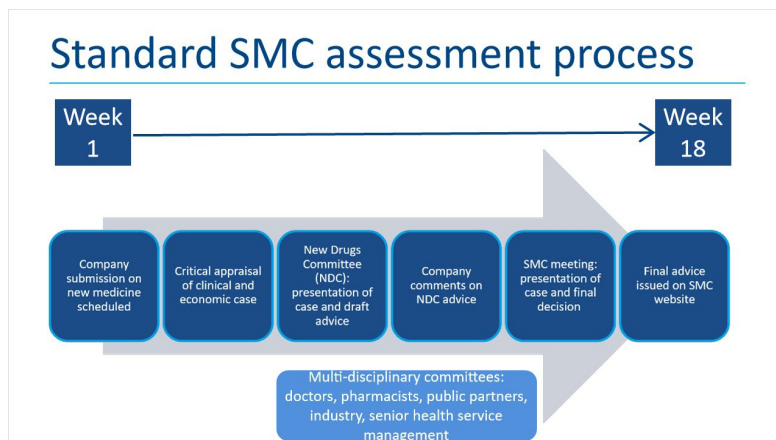 Standard SMC assessment process
Week
1
Week
18
Company
submission on
new medicine
scheduled
Critical appraisal
of clinical and
economic case
New Drugs
Committee
(NDC):
presentation of
case and draft
advice
Company
comments on
NDC advice
SMC meeting:
presentation of
case and final
decision
Final advice
issued on SMC
website
Multi-disciplinary committees:
doctors, pharmacists, public partners,
industry, senior health service
management